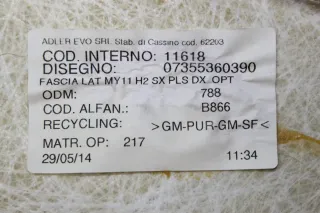 ADLER EVO SRL Stab. di Cassino cod. 62203
COD. INTERNO: 11618
DISEGNO: 07355360390
FASCIA LAT MY11 H2 SX PLS DX. OPT
ODM: 788
COD. ALFAN.: B866
RECYCLING: >GM-PUR-GM-SF<
MATR. OP: 217
29/05/14 11:34